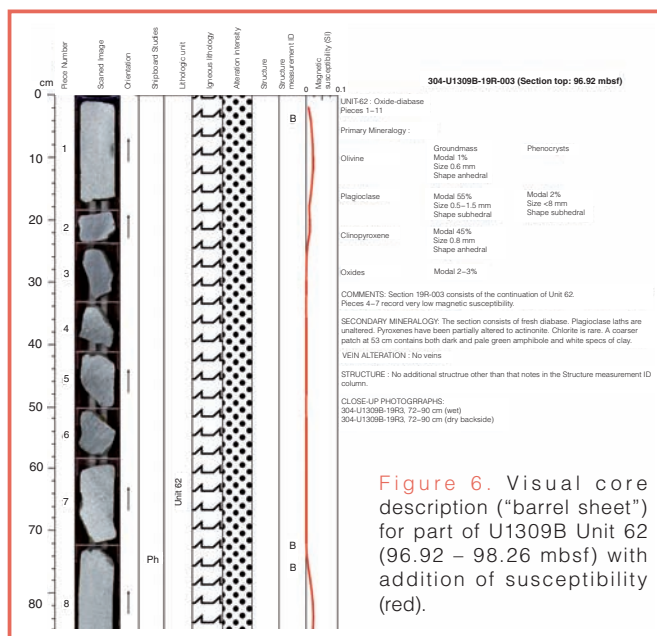 Piece Number
Scaned Image
Orientation
Shipboard Studies
Lithologic unit
Igneous lithology
Alteration intensity
Structure
Structure
measurement ID
Magnetic
susceptibility (SI)
cm
0 0.1
0
10
20
30
40
50
60
70
80
1
2
3
4
5
6
7
8
Ph
Unit 62
B
B
B
304-U1309B-19R-003 (Section top: 96.92 mbsf)
UNIT-62 : Oxide-diabase
Pieces 1–11
Primary Mineralogy :
Groundmass Phenocrysts
Olivine Modal 1%
Size 0.6 mm
Shape anhedral
Plagioclase Modal 55% Modal 2%
Size 0.5–1.5 mm Size <8 mm
Shape subhedral Shape subhedral
Clinopyroxene Modal 45%
Size 0.8 mm
Shape anhedral
Oxides Modal 2–3%
COMMENTS: Section 19R-003 consists of the continuation of Unit 62.
Pieces 4–7 record very low magnetic susceptibility.
SECONDARY MINERALOGY: The section consists of fresh diabase. Plagioclase laths are
unaltered. Pyroxenes have been partially altered to actinonite. Chlorite is rare. A coarser
patch at 53 cm contains both dark and pale green amphibole and white specs of clay.
VEIN ALTERATION : No veins
STRUCTURE : No additional structrue other than that notes in the Structure measurement ID
column.
CLOSE-UP PHOTOGRRAPHS:
304-U1309B-19R3, 72–90 cm (wet)
304-U1309B-19R3, 72–90 cm (dry backside)
Figure 6. Visual core
description (“barrel sheet”)
for part of U1309B Unit 62
(96.92 – 98.26 mbsf) with
addition of susceptibility
(red).